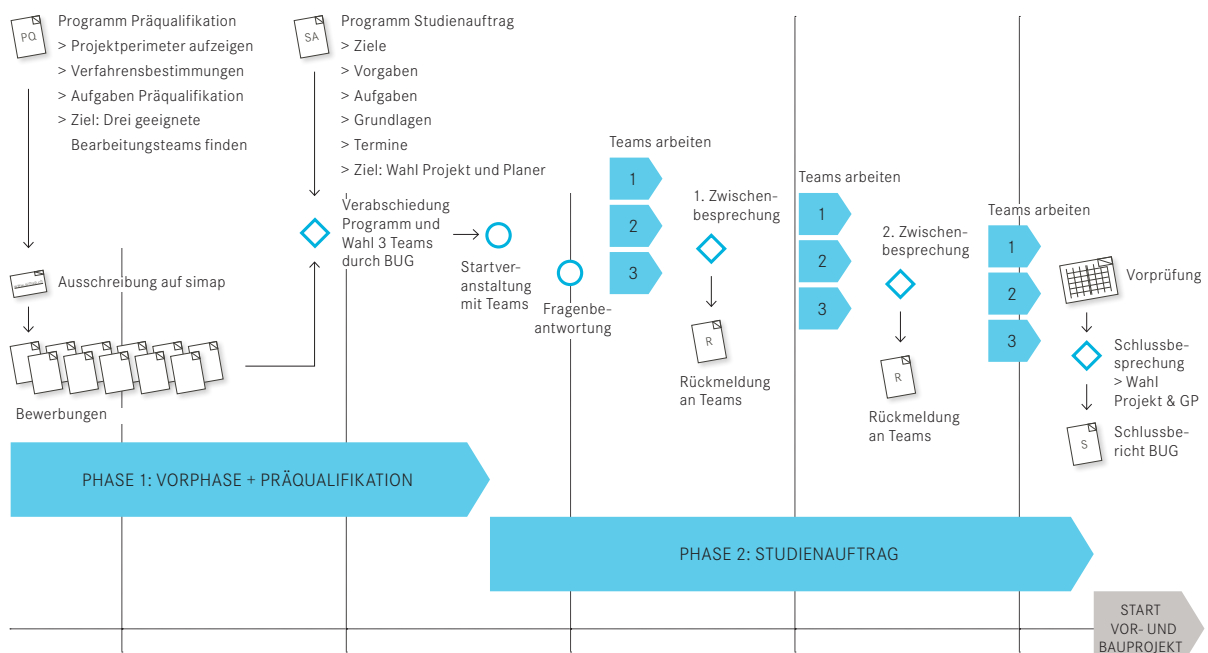 PQ
Programm Präqualifikation
> Projektperimeter aufzeigen
> Verfahrensbestimmungen
> Aufgaben Präqualifikation
> Ziel: Drei geeignete
Bearbeitungsteams finden
SA
Programm Studienauftrag
> Ziele
> Vorgaben
> Aufgaben
> Grundlagen
> Termine
> Ziel: Wahl Projekt und Planer
Ausschreibung auf simap
Bewerbungen
Verabschiedung
Programm und
Wahl 3 Teams
durch BUG
Startver-
anstaltung
mit Teams
Fragenbe-
antwortung
Teams arbeiten
1
2
3
1. Zwischen-
besprechung
R
Rückmeldung
an Teams
Teams arbeiten
1
2
3
2. Zwischen-
besprechung
R
Rückmeldung
an Teams
Teams arbeiten
1
2
3
Vorprüfung
Schlussbe-
sprechung
> Wahl
Projekt & GP
S
Schlussbe-
richt BUG
PHASE 1: VORPHASE + PRÄQUALIFIKATION
PHASE 2: STUDIENAUFTRAG
START
VOR- UND
BAUPROJEKT